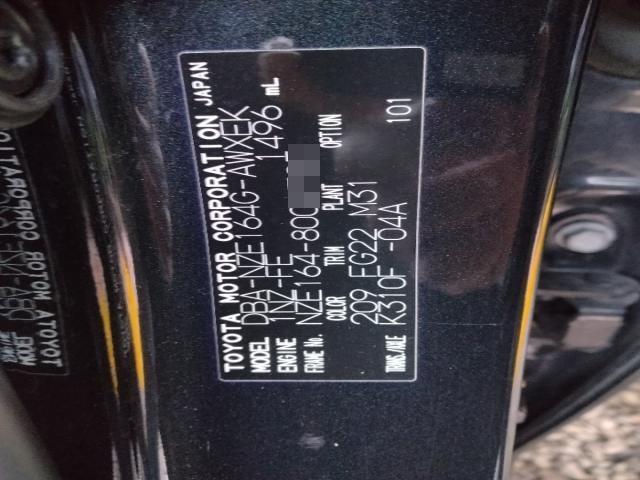 TOYOTA MOTOR CORPORATION JAPAN
MODEL DBA-NZE164G-AWXEK
ENGINE 1NZ-FE 1496 mL
FRAME No. NZE164-800
COLOR TRIM PLANT OPTION
209 FG22 M31
TRANS./AXLE K310F -04A 101